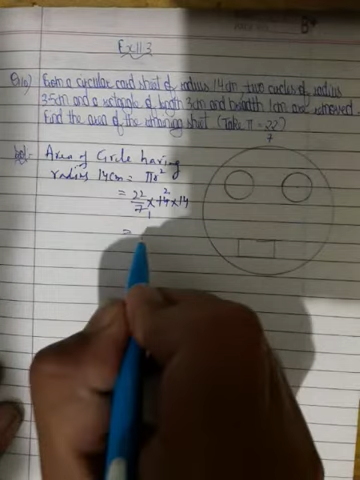 Ex 11.3
Q10) From a circular card sheet of radius 14cm, two circles of radius
3.5cm and a rectangle of length 3cm and breadth 1cm are removed.
Find the area of the remaining sheet (Take π = 22/7)
Sol:- Area of Circle having
radius 14cm = πr²
= 22/7 × 14 × 14
2
1
=